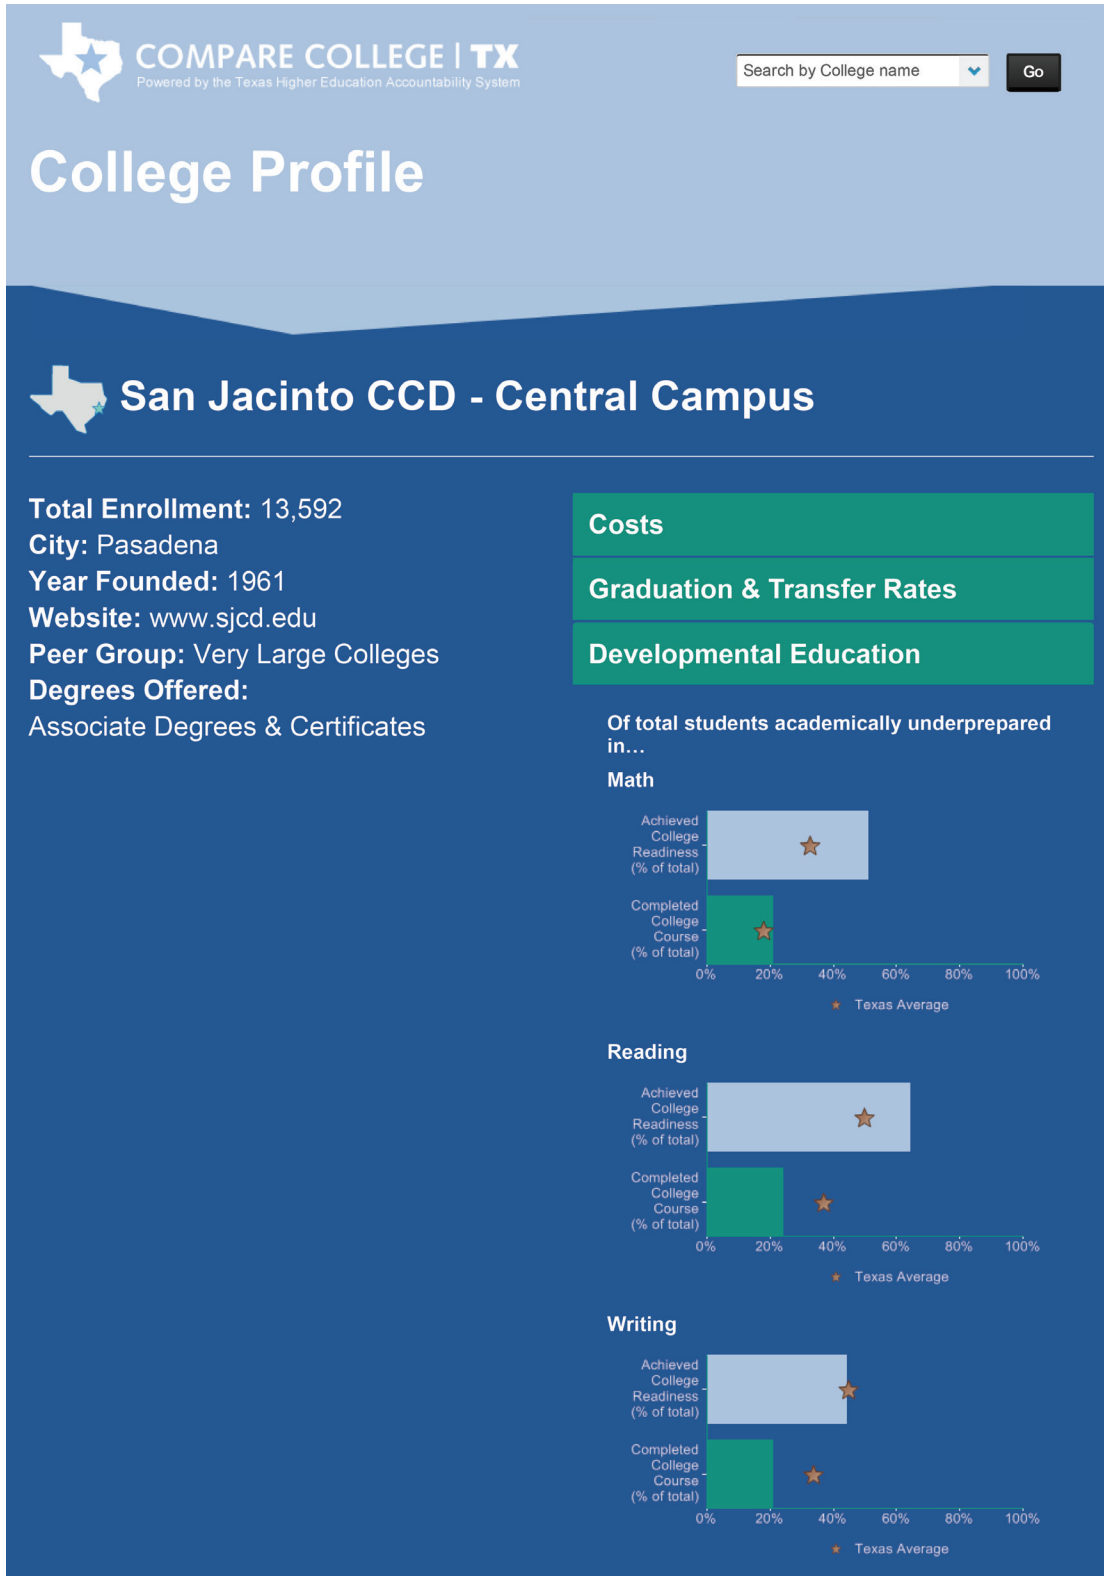 COMPARE COLLEGE | TX
Powered by the Texas Higher Education Accountability System
Search by College name
Go
College Profile
San Jacinto CCD - Central Campus
Total Enrollment: 13,592
City: Pasadena
Year Founded: 1961
Website: www.sjcd.edu
Peer Group: Very Large Colleges
Degrees Offered:
Associate Degrees & Certificates
Costs
Graduation & Transfer Rates
Developmental Education
Of total students academically underprepared
in…
Math
Achieved
College
Readiness
(% of total)
Completed
College
Course
(% of total)
0% 20% 40% 60% 80% 100%
Texas Average
Reading
Achieved
College
Readiness
(% of total)
Completed
College
Course
(% of total)
0% 20% 40% 60% 80% 100%
Texas Average
Writing
Achieved
College
Readiness
(% of total)
Completed
College
Course
(% of total)
0% 20% 40% 60% 80% 100%
Texas Average